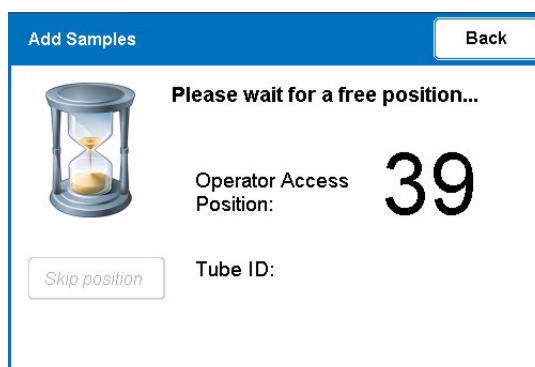 Add Samples
Back
Please wait for a free position...
Operator Access
Position:
39
Skip position
Tube ID: